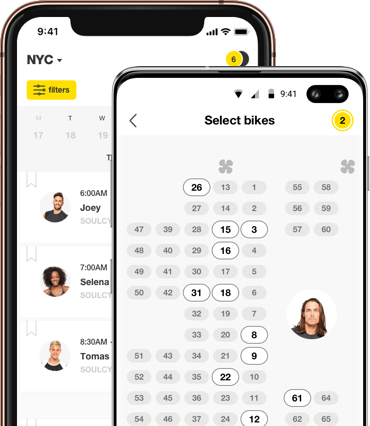 9:41
NYC
6
filters
M T W
17 18 19
6:00AM
Joey
SOULCY
7:00AM
Selena
SOULCY
8:30AM -
Tomas
SOULCY
9:41
Select bikes
2
26 13 1 55 58
27 14 2 56 59
47 39 28 15 3 57 60
48 40 29 16 4
49 41 30 17 5
50 42 31 18 6
32 19 7
33 20 8
51 43 34 21 9
52 44 35 22 10
53 45 36 23 11 61 64
54 46 37 24 12 62 65